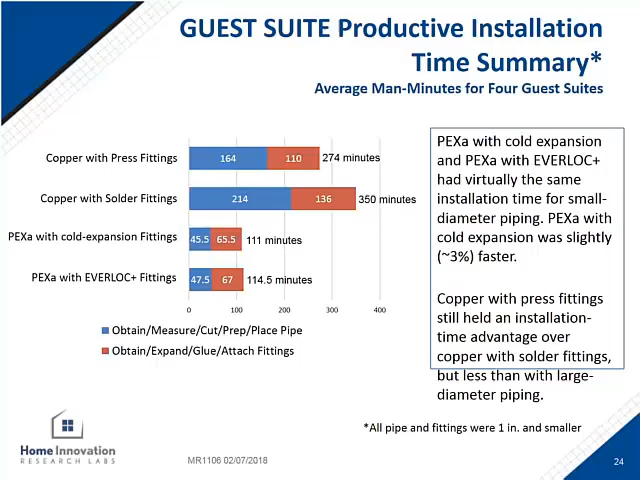 GUEST SUITE Productive Installation
Time Summary*
Average Man-Minutes for Four Guest Suites
Copper with Press Fittings 164 110 274 minutes
Copper with Solder Fittings 214 136 350 minutes
PEXa with cold-expansion Fittings 45.5 65.5 111 minutes
PEXa with EVERLOC+ Fittings 47.5 67 114.5 minutes
0 100 200 300 400
Obtain/Measure/Cut/Prep/Place Pipe
Obtain/Expand/Glue/Attach Fittings
PEXa with cold expansion
and PEXa with EVERLOC+
had virtually the same
installation time for small-
diameter piping. PEXa with
cold expansion was slightly
(~3%) faster.
Copper with press fittings
still held an installation-
time advantage over
copper with solder fittings,
but less than with large-
diameter piping.
*All pipe and fittings were 1 in. and smaller
Home Innovation
RESEARCH LABS
MR1106 02/07/2018
24